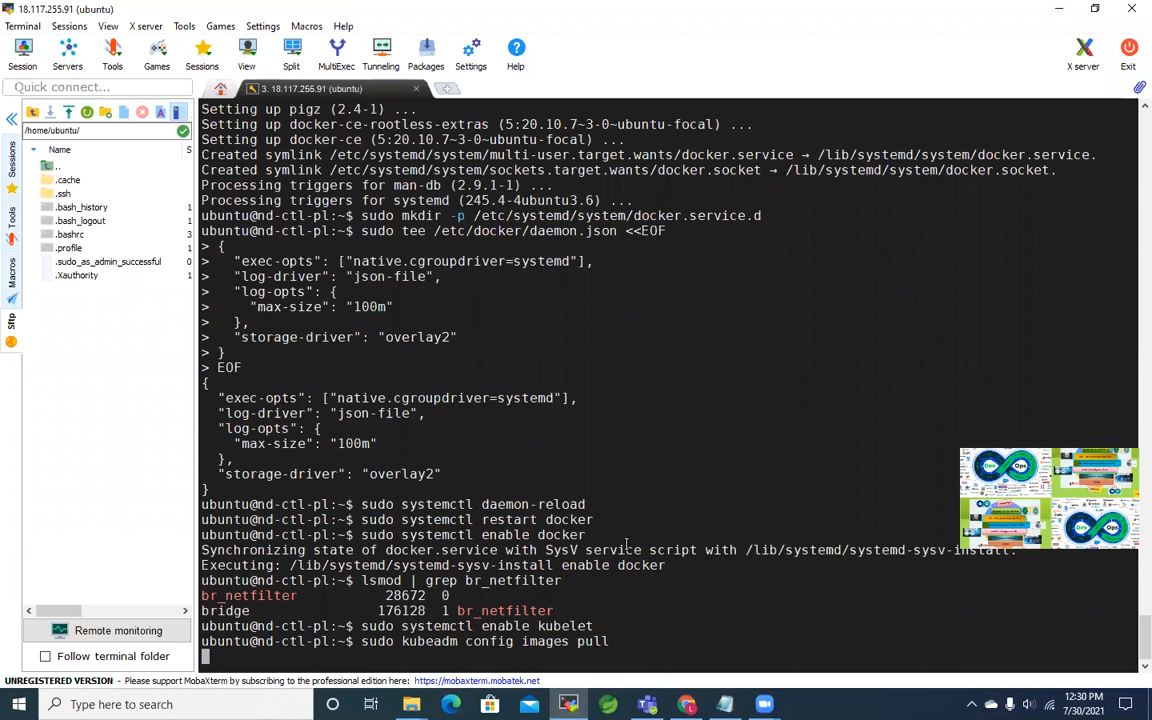 18.117.255.91 (ubuntu)
Terminal Sessions View X server Tools Games Settings Macros Help
Session Servers Tools Games Sessions View Split MultiExec Tunneling Packages Settings Help X server Exit
Quick connect...
3. 18.117.255.91 (ubuntu)
/home/ubuntu/
Name S
..
.cache
.ssh
.bash_history 1
.bash_logout 1
.bashrc 3
.profile 1
.sudo_as_admin_successful 0
.Xauthority 1
Sessions
Tools
Macros
Sftp
Remote monitoring
Follow terminal folder
Setting up pigz (2.4-1) ...
Setting up docker-ce-rootless-extras (5:20.10.7~3-0~ubuntu-focal) ...
Setting up docker-ce (5:20.10.7~3-0~ubuntu-focal) ...
Created symlink /etc/systemd/system/multi-user.target.wants/docker.service → /lib/systemd/system/docker.service.
Created symlink /etc/systemd/system/sockets.target.wants/docker.socket → /lib/systemd/system/docker.socket.
Processing triggers for man-db (2.9.1-1) ...
Processing triggers for systemd (245.4-4ubuntu3.6) ...
ubuntu@nd-ctl-pl:~$ sudo mkdir -p /etc/systemd/system/docker.service.d
ubuntu@nd-ctl-pl:~$ sudo tee /etc/docker/daemon.json <<EOF
> {
> "exec-opts": ["native.cgroupdriver=systemd"],
> "log-driver": "json-file",
> "log-opts": {
> "max-size": "100m"
> },
> "storage-driver": "overlay2"
> }
> EOF
{
"exec-opts": ["native.cgroupdriver=systemd"],
"log-driver": "json-file",
"log-opts": {
"max-size": "100m"
},
"storage-driver": "overlay2"
}
ubuntu@nd-ctl-pl:~$ sudo systemctl daemon-reload
ubuntu@nd-ctl-pl:~$ sudo systemctl restart docker
ubuntu@nd-ctl-pl:~$ sudo systemctl enable docker
Synchronizing state of docker.service with SysV service script with /lib/systemd/systemd-sysv-install.
Executing: /lib/systemd/systemd-sysv-install enable docker
ubuntu@nd-ctl-pl:~$ lsmod | grep br_netfilter
br_netfilter 28672 0
bridge 176128 1 br_netfilter
ubuntu@nd-ctl-pl:~$ sudo systemctl enable kubelet
ubuntu@nd-ctl-pl:~$ sudo kubeadm config images pull
Dev Ops
Dev Ops
UNREGISTERED VERSION - Please support MobaXterm by subscribing to the professional edition here: https://mobaxterm.mobatek.net
Type here to search
12:30 PM
7/30/2021